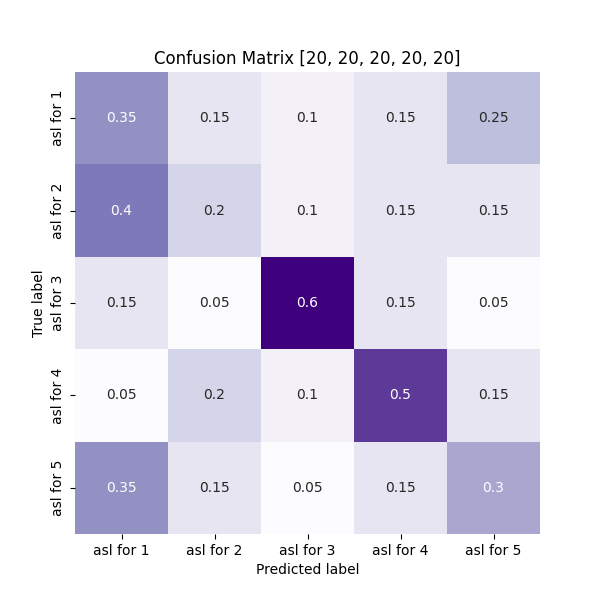 Confusion Matrix [20, 20, 20, 20, 20]
True label
asl for 1
0.35 0.15 0.1 0.15 0.25
asl for 2
0.4 0.2 0.1 0.15 0.15
asl for 3
0.15 0.05 0.6 0.15 0.05
asl for 4
0.05 0.2 0.1 0.5 0.15
asl for 5
0.35 0.15 0.05 0.15 0.3
asl for 1 asl for 2 asl for 3 asl for 4 asl for 5
Predicted label